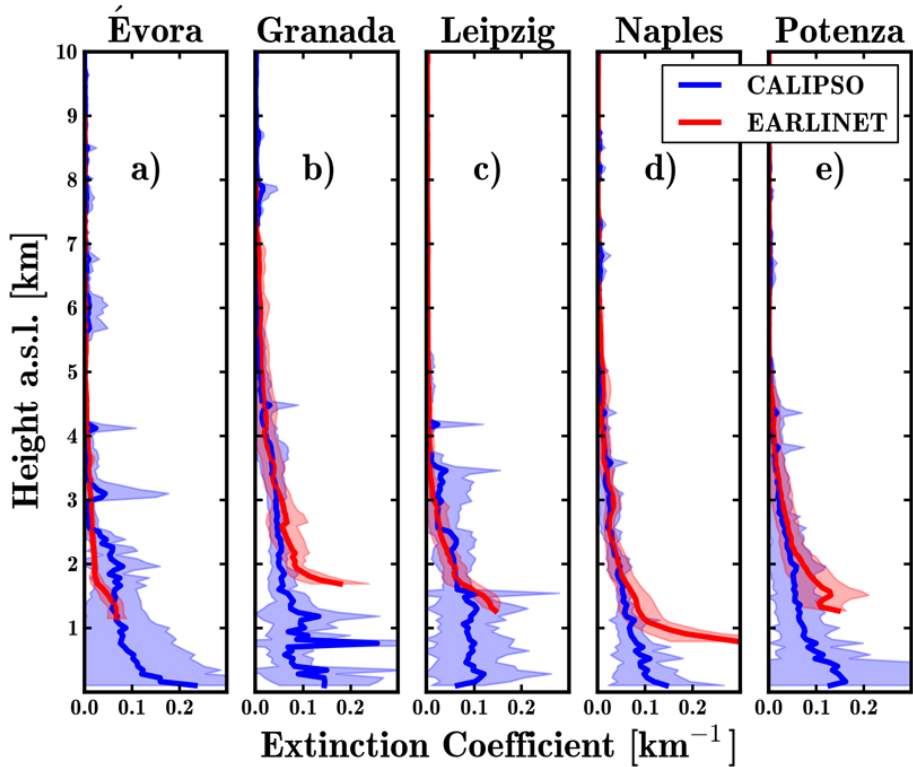 Évora Granada Leipzig Naples Potenza
CALIPSO
EARLINET
a) b) c) d) e)
Height a.s.l. [km]
10
9
8
7
6
5
4
3
2
1
0.0 0.1 0.2 0.0 0.1 0.2 0.0 0.1 0.2 0.0 0.1 0.2 0.0 0.1 0.2
Extinction Coefficient [km⁻¹]